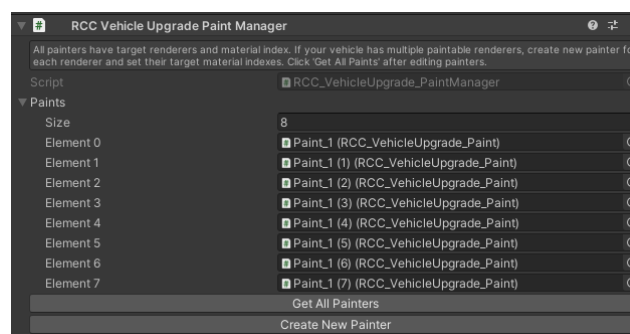 RCC Vehicle Upgrade Paint Manager
All painters have target renderers and material index. If your vehicle has multiple paintable renderers, create new painter fo
each renderer and set their target material indexes. Click 'Get All Paints' after editing painters.
Script RCC_VehicleUpgrade_PaintManager
Paints
Size 8
Element 0 Paint_1 (RCC_VehicleUpgrade_Paint)
Element 1 Paint_1 (1) (RCC_VehicleUpgrade_Paint)
Element 2 Paint_1 (2) (RCC_VehicleUpgrade_Paint)
Element 3 Paint_1 (3) (RCC_VehicleUpgrade_Paint)
Element 4 Paint_1 (4) (RCC_VehicleUpgrade_Paint)
Element 5 Paint_1 (5) (RCC_VehicleUpgrade_Paint)
Element 6 Paint_1 (6) (RCC_VehicleUpgrade_Paint)
Element 7 Paint_1 (7) (RCC_VehicleUpgrade_Paint)
Get All Painters
Create New Painter